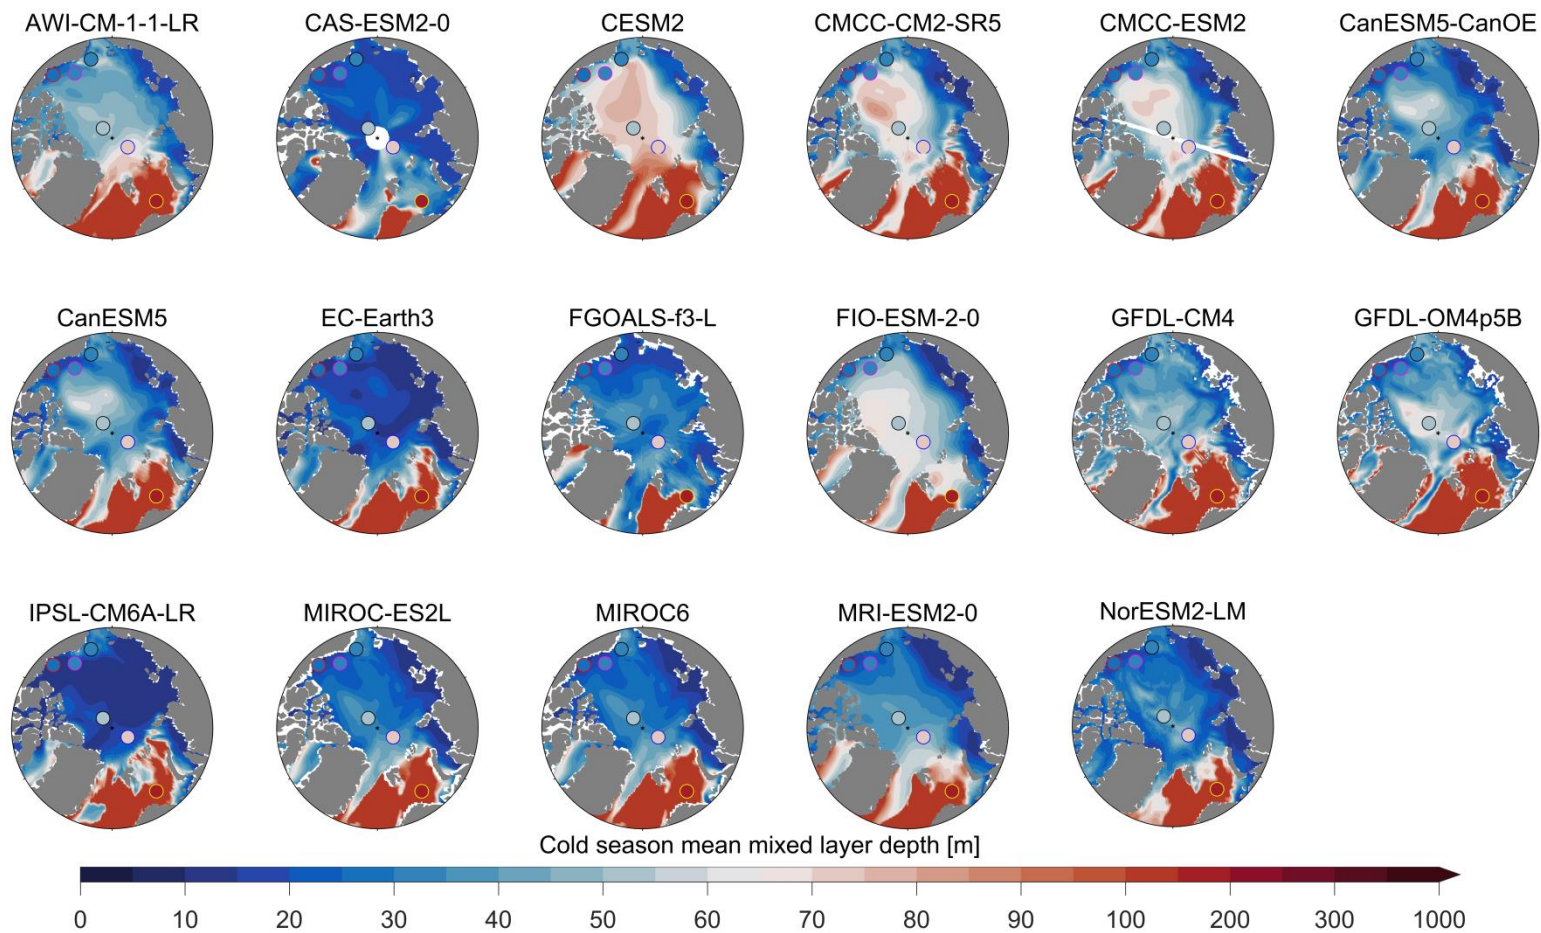 AWI-CM-1-1-LR CAS-ESM2-0 CESM2 CMCC-CM2-SR5 CMCC-ESM2 CanESM5-CanOE
CanESM5 EC-Earth3 FGOALS-f3-L FIO-ESM-2-0 GFDL-CM4 GFDL-OM4p5B
IPSL-CM6A-LR MIROC-ES2L MIROC6 MRI-ESM2-0 NorESM2-LM
Cold season mean mixed layer depth [m]
0 10 20 30 40 50 60 70 80 90 100 200 300 1000